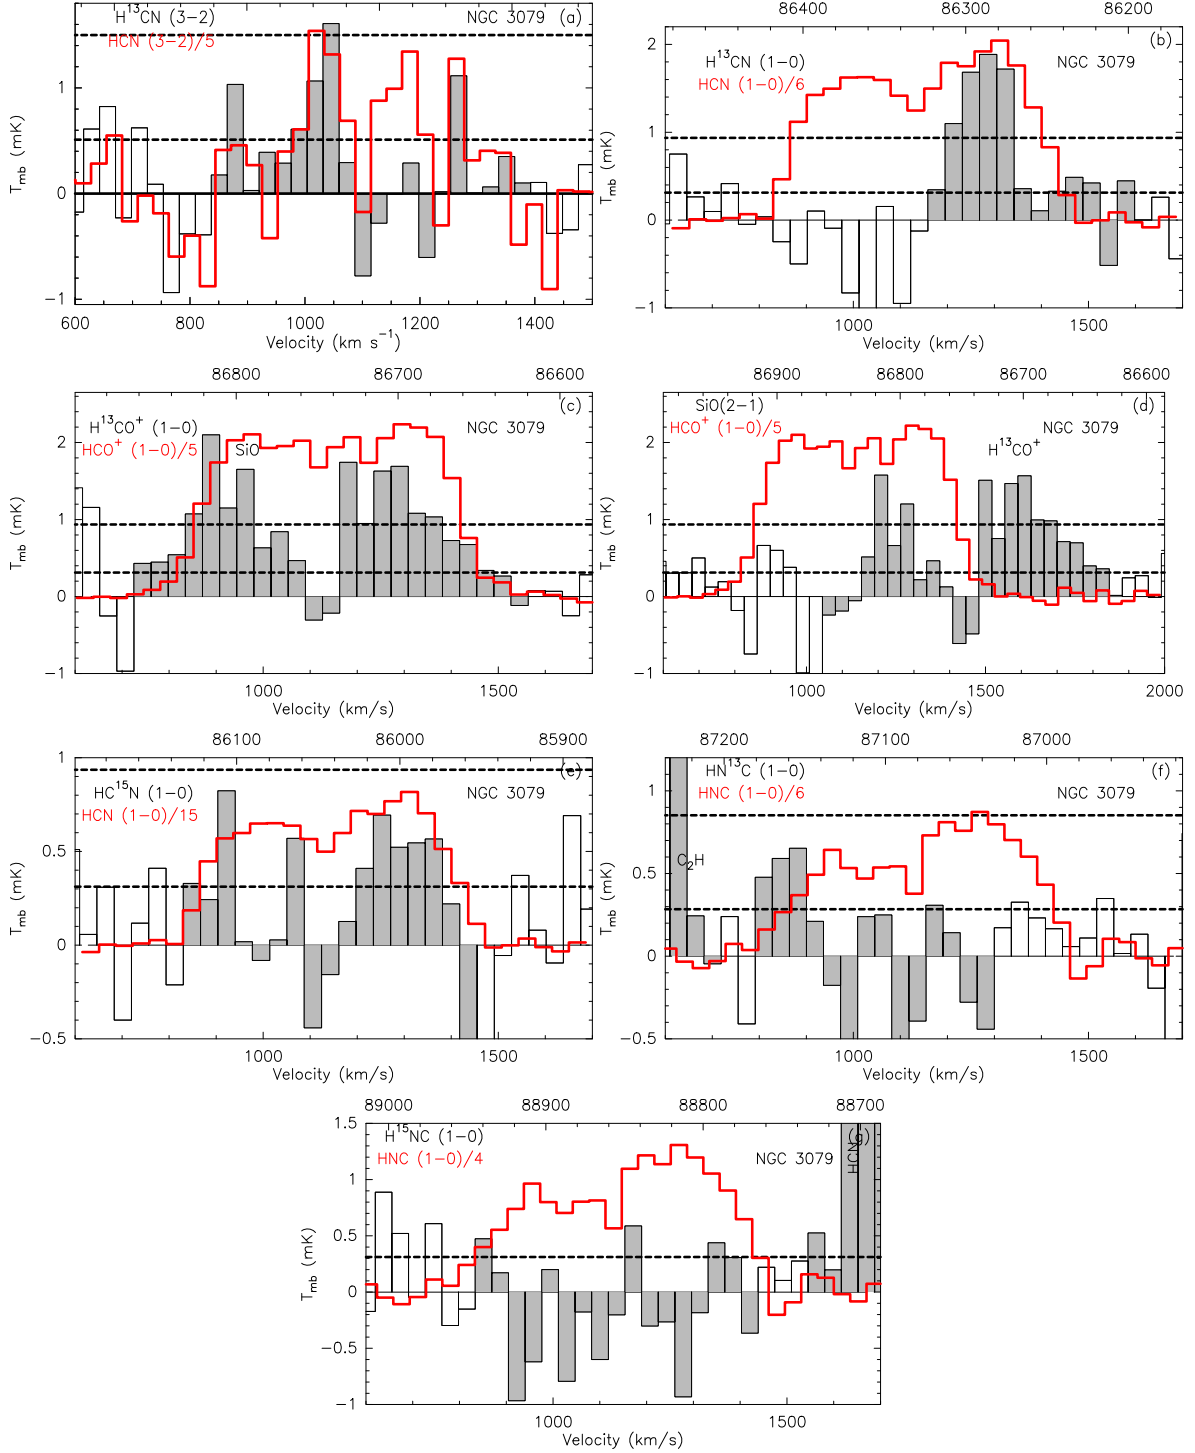 H¹³CN (3−2) NGC 3079 (a)
HCN (3−2)/5
T_mb (mK)
1
0
−1
600 800 1000 1200 1400
Velocity (km s⁻¹)
86400 86300 86200
(b)
H¹³CN (1−0) NGC 3079
HCN (1−0)/6
T_mb (mK)
2
1
0
−1
1000 1500
Velocity (km/s)
86800 86700 86600
(c)
H¹³CO⁺ (1−0) NGC 3079
HCO⁺ (1−0)/5 SiO
T_mb (mK)
2
1
0
−1
1000 1500
Velocity (km/s)
86900 86800 86700 86600
SiO(2−1) (d)
HCO⁺ (1−0)/5 NGC 3079
H¹³CO⁺
T_mb (mK)
2
1
0
−1
1000 1500 2000
Velocity (km/s)
86100 86000 85900
(e)
HC¹⁵N (1−0) NGC 3079
HCN (1−0)/15
T_mb (mK)
1
0.5
0
−0.5
1000 1500
Velocity (km/s)
87200 87100 87000
HN¹³C (1−0) (f)
HNC (1−0)/6 NGC 3079
C₂H
T_mb (mK)
1
0.5
0
−0.5
1000 1500
Velocity (km/s)
89000 88900 88800 88700
H¹⁵NC (1−0) (g)
HNC (1−0)/4 NGC 3079 HCN
T_mb (mK)
1.5
1
0.5
0
−0.5
−1
1000 1500
Velocity (km/s)